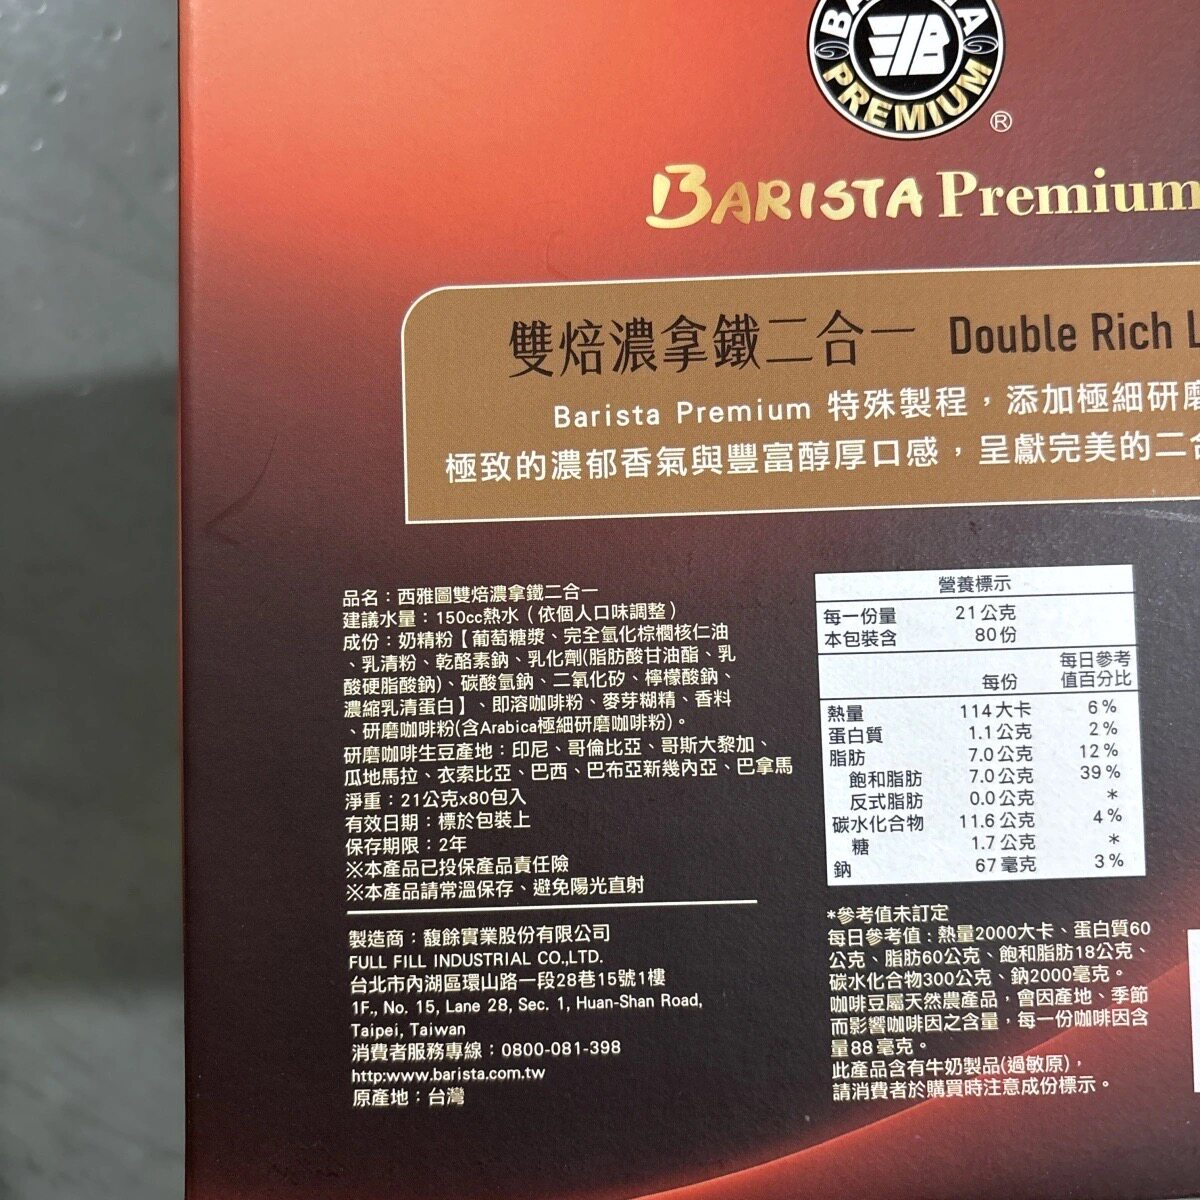 PREMIUM
®
BARISTA Premium
雙焙濃拿鐵二合一 Double Rich L
Barista Premium 特殊製程，添加極細研磨
極致的濃郁香氣與豐富醇厚口感，呈獻完美的二合
品名：西雅圖雙焙濃拿鐵二合一
建議水量：150cc熱水（依個人口味調整）
成份：奶精粉【葡萄糖漿、完全氫化棕櫚核仁油
、乳清粉、乾酪素鈉、乳化劑(脂肪酸甘油酯、乳
酸硬脂酸鈉)、碳酸氫鈉、二氧化矽、檸檬酸鈉、
濃縮乳清蛋白】、即溶咖啡粉、麥芽糊精、香料
、研磨咖啡粉(含Arabica極細研磨咖啡粉)。
研磨咖啡生豆產地：印尼、哥倫比亞、哥斯大黎加、
瓜地馬拉、衣索比亞、巴西、巴布亞新幾內亞、巴拿馬
淨重：21公克x80包入
有效日期：標於包裝上
保存期限：2年
※本產品已投保產品責任險
※本產品請常溫保存、避免陽光直射
製造商：馥餘實業股份有限公司
FULL FILL INDUSTRIAL CO.,LTD.
台北市內湖區環山路一段28巷15號1樓
1F., No. 15, Lane 28, Sec. 1, Huan-Shan Road,
Taipei, Taiwan
消費者服務專線：0800-081-398
http:www.barista.com.tw
原產地：台灣
營養標示
每一份量 21公克
本包裝含 80份
每日參考
每份 值百分比
熱量 114大卡 6%
蛋白質 1.1公克 2%
脂肪 7.0公克 12%
飽和脂肪 7.0公克 39%
反式脂肪 0.0公克 *
碳水化合物 11.6公克 4%
糖 1.7公克 *
鈉 67毫克 3%
*參考值未訂定
每日參考值：熱量2000大卡、蛋白質60
公克、脂肪60公克、飽和脂肪18公克、
碳水化合物300公克、鈉2000毫克。
咖啡豆屬天然農產品，會因產地、季節
而影響咖啡因之含量，每一份咖啡因含
量88毫克。
此產品含有牛奶製品(過敏原)，
請消費者於購買時注意成份標示。